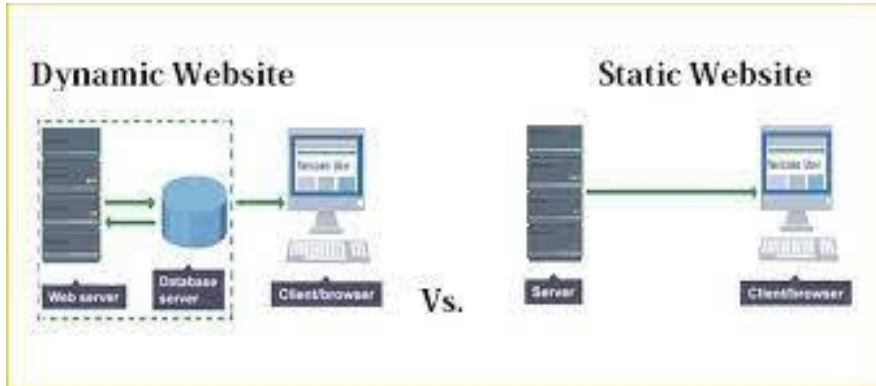 Dynamic Website
Static Website
Web server
Database
server
Client/browser
Vs.
Server
Client/browser